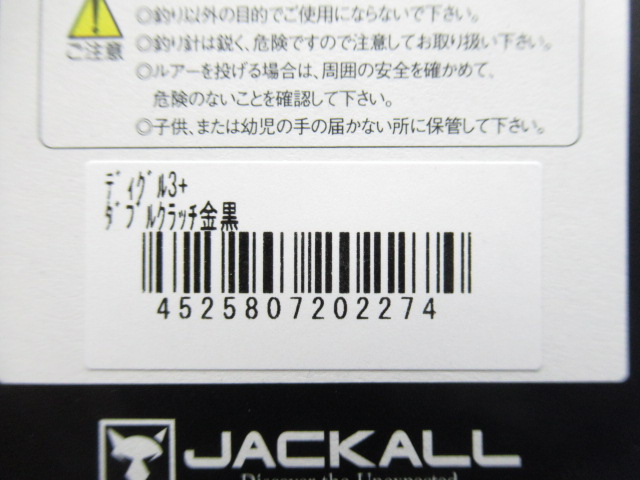 ◎釣り以外の目的でご使用にならないで下さい。
◎釣り針は鋭く、危険ですので注意してお取り扱い下さい。
ご注意
◎ルアーを投げる場合は、周囲の安全を確かめて、
危険のないことを確認して下さい。
◎子供、または幼児の手の届かない所に保管して下さい。
ディグル3+
ダブルクラッチ金黒
4525807202274
JACKALL
Discover the Unexpected